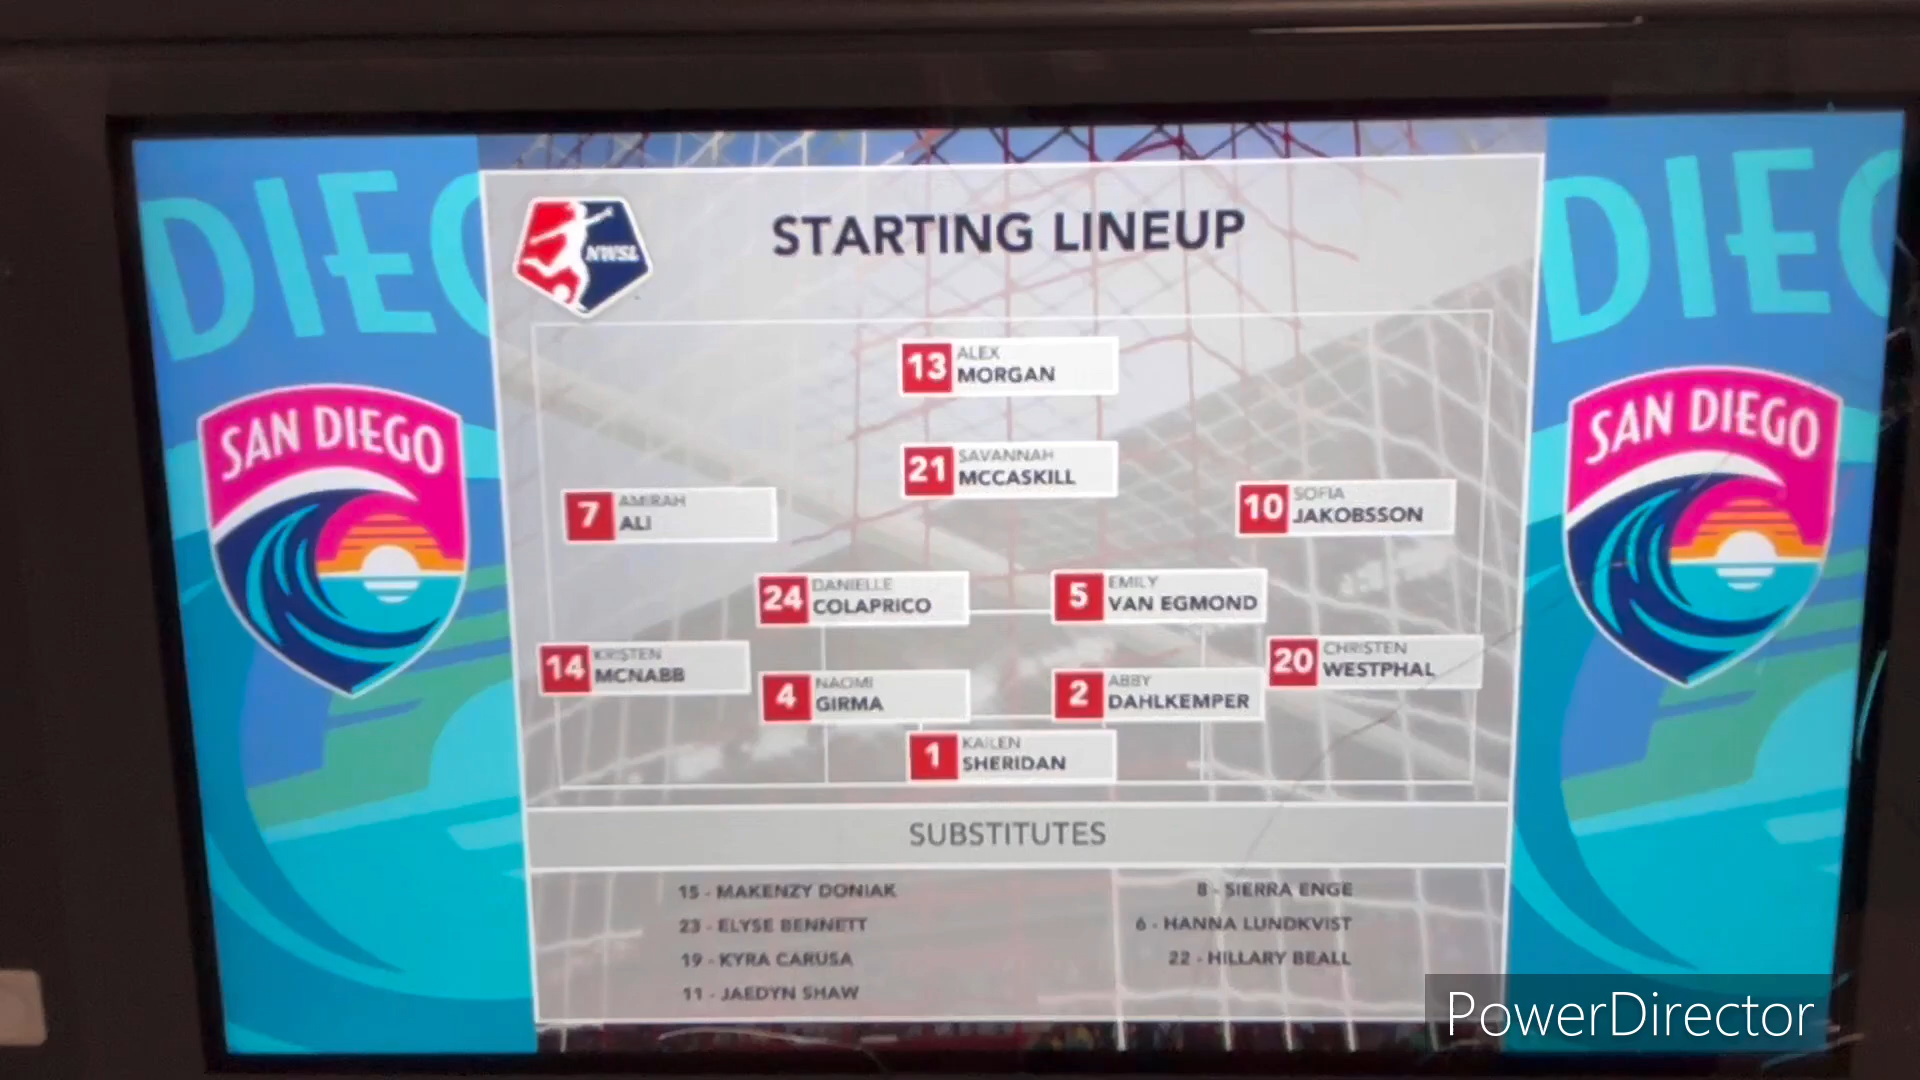 DIEG
DIEG
NWSL
STARTING LINEUP
SAN DIEGO
SAN DIEGO
13 ALEX
MORGAN
21 SAVANNAH
MCCASKILL
7 AMIRAH
ALI
10 SOFIA
JAKOBSSON
24 DANIELLE
COLAPRICO
5 EMILY
VAN EGMOND
14 KRISTEN
MCNABB
20 CHRISTEN
WESTPHAL
4 NAOMI
GIRMA
2 ABBY
DAHLKEMPER
1 KAILEN
SHERIDAN
SUBSTITUTES
15 - MAKENZY DONIAK
8 - SIERRA ENGE
23 - ELYSE BENNETT
6 - HANNA LUNDKVIST
19 - KYRA CARUSA
22 - HILLARY BEALL
11 - JAEDYN SHAW
PowerDirector